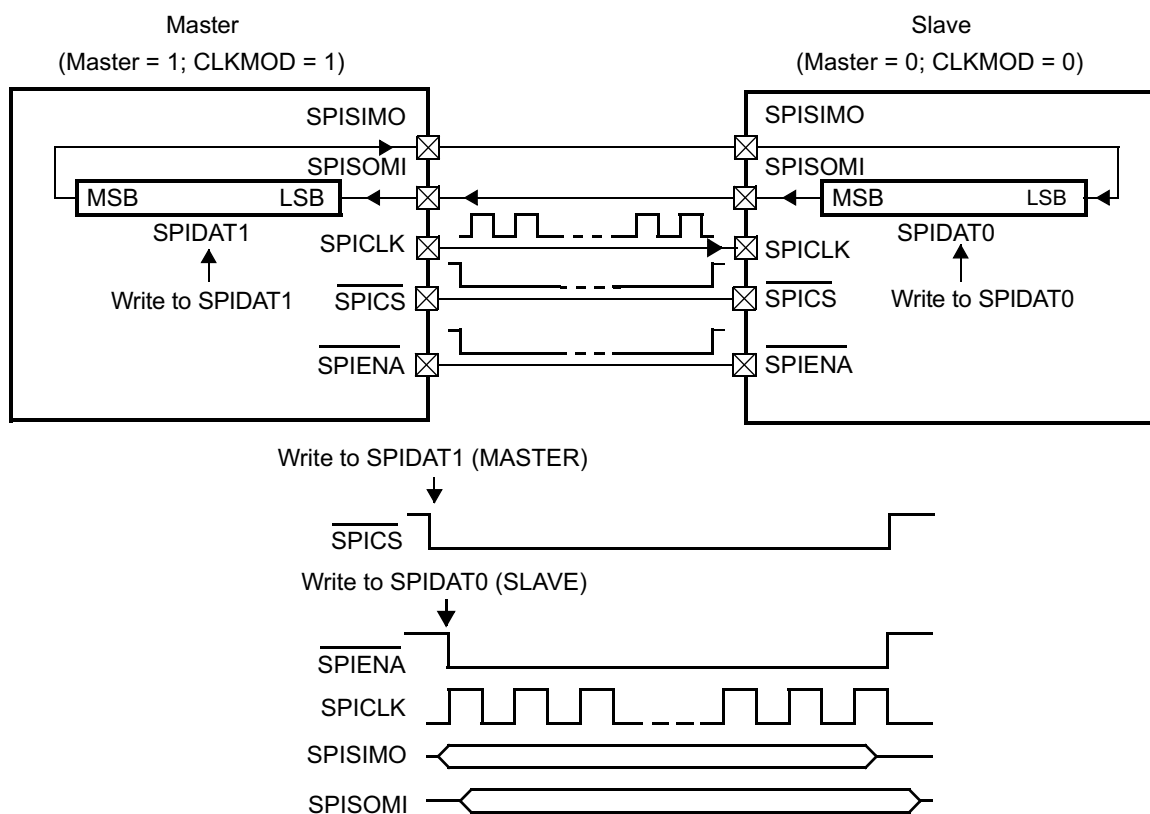 Master
(Master = 1; CLKMOD = 1)
Slave
(Master = 0; CLKMOD = 0)
SPISIMO
SPISIMO
SPISOMI
SPISOMI
MSB LSB
MSB LSB
SPIDAT1
SPIDAT0
SPICLK
SPICLK
Write to SPIDAT1
Write to SPIDAT0
SPICS
SPICS
SPIENA
SPIENA
Write to SPIDAT1 (MASTER)
SPICS
Write to SPIDAT0 (SLAVE)
SPIENA
SPICLK
SPISIMO
SPISOMI